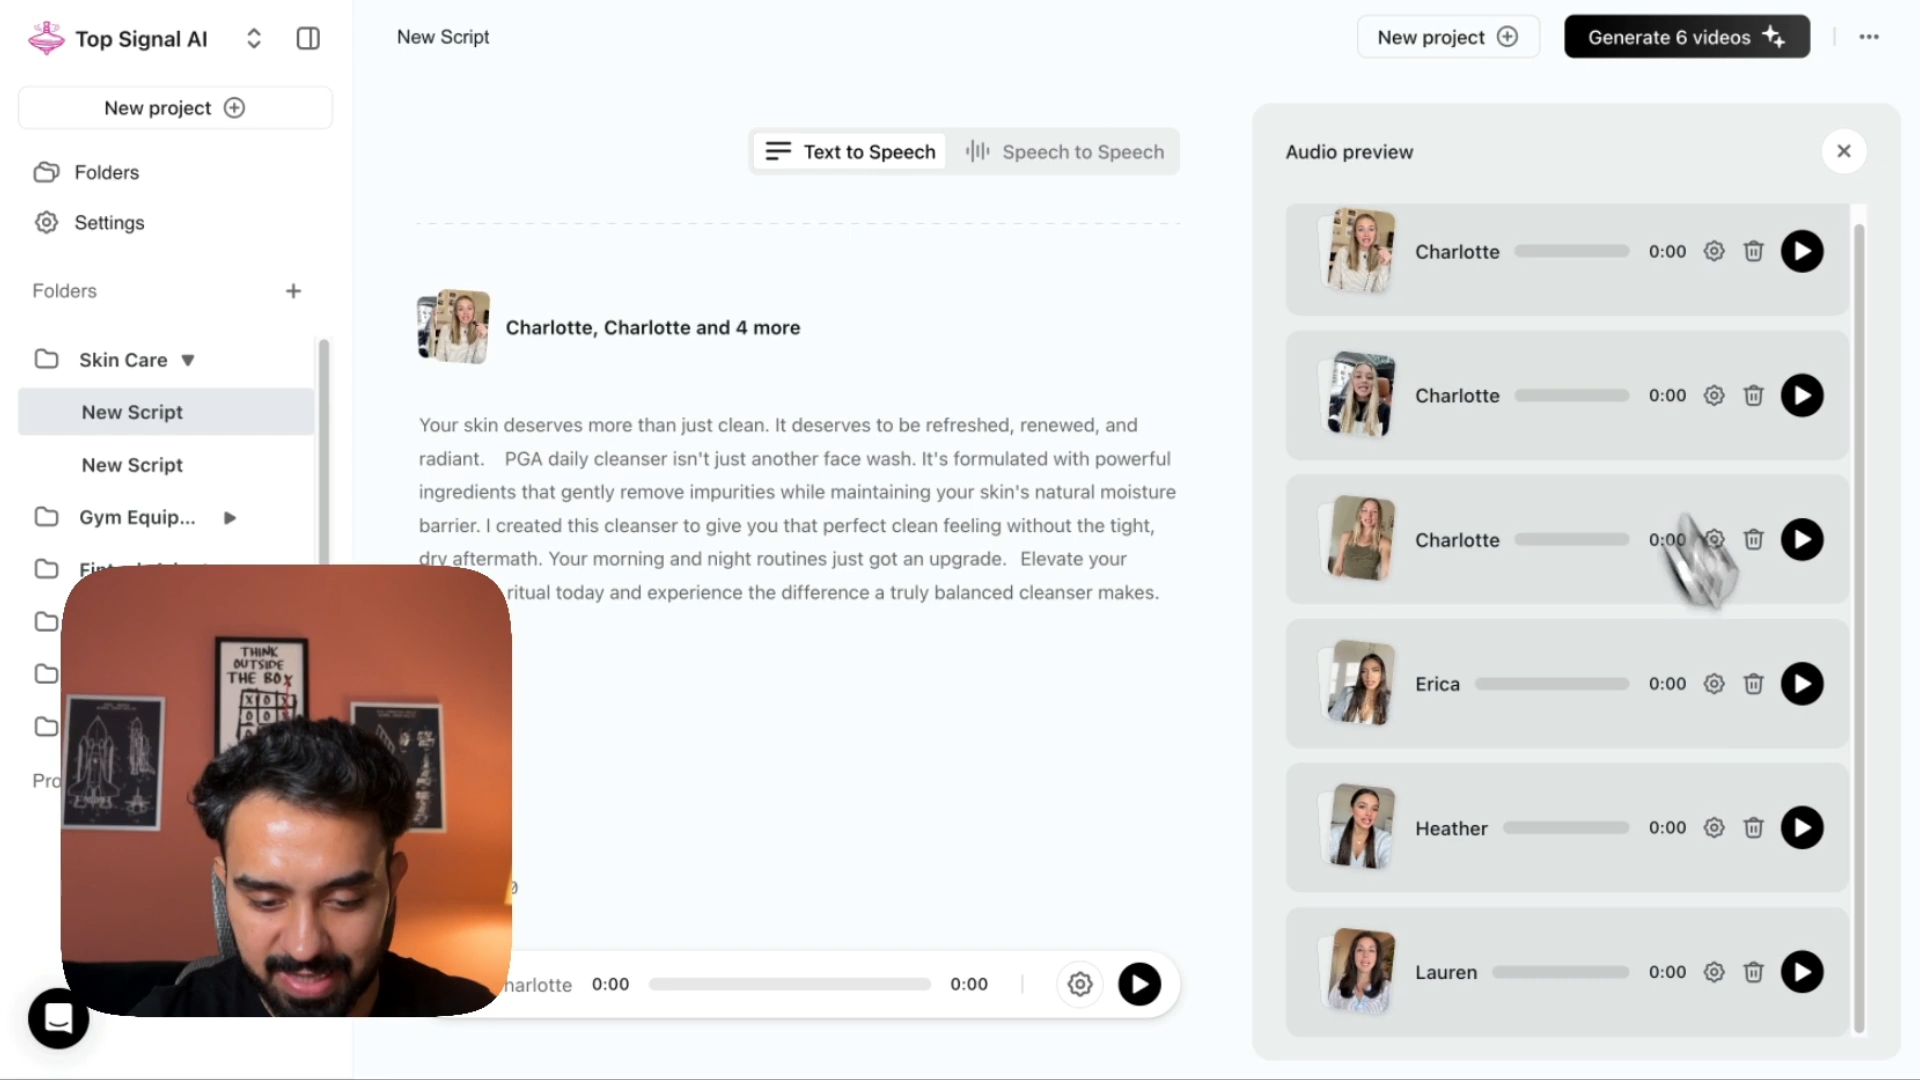 Top Signal AI
New project
Folders
Settings
Folders
Skin Care
New Script
New Script
Gym Equip...
New Script
New project
Generate 6 videos
Text to Speech
Speech to Speech
Charlotte, Charlotte and 4 more
Your skin deserves more than just clean. It deserves to be refreshed, renewed, and
radiant. PGA daily cleanser isn't just another face wash. It's formulated with powerful
ingredients that gently remove impurities while maintaining your skin's natural moisture
barrier. I created this cleanser to give you that perfect clean feeling without the tight,
dry aftermath. Your morning and night routines just got an upgrade. Elevate your
ritual today and experience the difference a truly balanced cleanser makes.
harlotte 0:00 0:00
Audio preview
Charlotte 0:00
Charlotte 0:00
Charlotte 0:00
Erica 0:00
Heather 0:00
Lauren 0:00
THINK
OUTSIDE
THE BOX